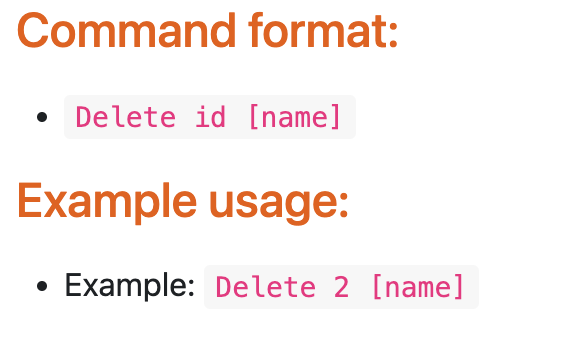 Command format:
Delete id [name]
Example usage:
Example: Delete 2 [name]